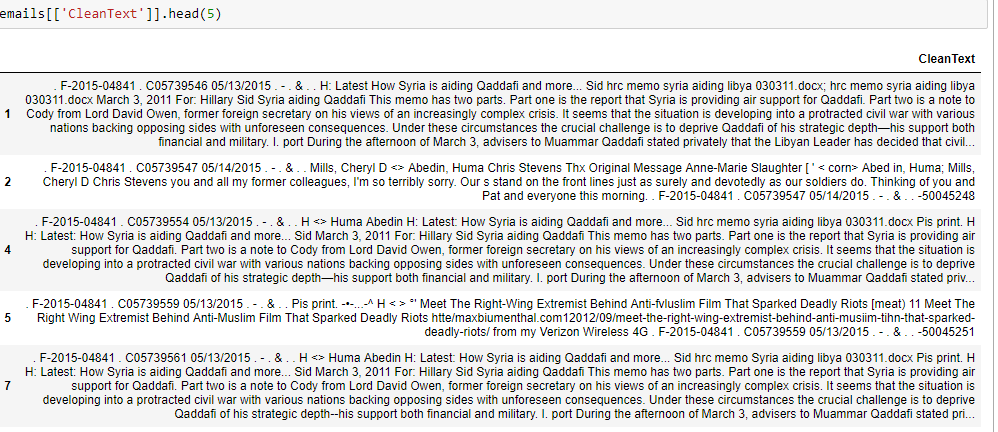 emails[['CleanText']].head(5)
CleanText
. F-2015-04841 . C05739546 05/13/2015 . - . & . . H: Latest How Syria is aiding Qaddafi and more... Sid hrc memo syria aiding libya 030311.docx; hrc memo syria aiding libya
030311.docx March 3, 2011 For: Hillary Sid Syria aiding Qaddafi This memo has two parts. Part one is the report that Syria is providing air support for Qaddafi. Part two is a note to
1 Cody from Lord David Owen, former foreign secretary on his views of an increasingly complex crisis. It seems that the situation is developing into a protracted civil war with various
nations backing opposing sides with unforeseen consequences. Under these circumstances the crucial challenge is to deprive Qaddafi of his strategic depth—his support both
financial and military. I. port During the afternoon of March 3, advisers to Muammar Qaddafi stated privately that the Libyan Leader has decided that civil...
. F-2015-04841 . C05739547 05/14/2015 . - . & . . Mills, Cheryl D <> Abedin, Huma Chris Stevens Thx Original Message Anne-Marie Slaughter [ ' < corn> Abed in, Huma; Mills,
2 Cheryl D Chris Stevens you and all my former colleagues, I'm so terribly sorry. Our s stand on the front lines just as surely and devotedly as our soldiers do. Thinking of you and
Pat and everyone this morning. . F-2015-04841 . C05739547 05/14/2015 . - . & . . -50045248
. F-2015-04841 . C05739554 05/13/2015 . - . & . . H <> Huma Abedin H: Latest: How Syria is aiding Qaddafi and more... Sid hrc memo syria aiding libya 030311.docx Pis print. H
H: Latest: How Syria is aiding Qaddafi and more... Sid March 3, 2011 For: Hillary Sid Syria aiding Qaddafi This memo has two parts. Part one is the report that Syria is providing air
4 support for Qaddafi. Part two is a note to Cody from Lord David Owen, former foreign secretary on his views of an increasingly complex crisis. It seems that the situation is
developing into a protracted civil war with various nations backing opposing sides with unforeseen consequences. Under these circumstances the crucial challenge is to deprive
Qaddafi of his strategic depth—his support both financial and military. I. port During the afternoon of March 3, advisers to Muammar Qaddafi stated priv...
. F-2015-04841 . C05739559 05/13/2015 . - . & . . Pis print. -•-...-^ H < > °' Meet The Right-Wing Extremist Behind Anti-fvluslim Film That Sparked Deadly Riots [meat) 11 Meet The
5 Right Wing Extremist Behind Anti-Muslim Film That Sparked Deadly Riots htte/maxbiumenthal.com12012/09/meet-the-right-wing-extremist-behind-anti-musiim-tihn-that-sparked-
deadly-riots/ from my Verizon Wireless 4G . F-2015-04841 . C05739559 05/13/2015 . - . & . . -50045251
. F-2015-04841 . C05739561 05/13/2015 . - . & . . H <> Huma Abedin H: Latest: How Syria is aiding Qaddafi and more... Sid hrc memo Syria aiding libya 030311.docx Pis print. H
H: Latest: How Syria is aiding Qaddafi and more... Sid March 3, 2011 For: Hillary Sid Syria aiding Qaddafi This memo has two parts. Part one is the report that Syria is providing air
7 support for Qaddafi. Part two is a note to Cody from Lord David Owen, former foreign secretary on his views of an increasingly complex crisis. It seems that the situation is
developing into a protracted civil war with various nations backing opposing sides with unforeseen consequences. Under these circumstances the crucial challenge is to deprive
Qaddafi of his strategic depth--his support both financial and military. I. port During the afternoon of March 3, advisers to Muammar Qaddafi stated pri...